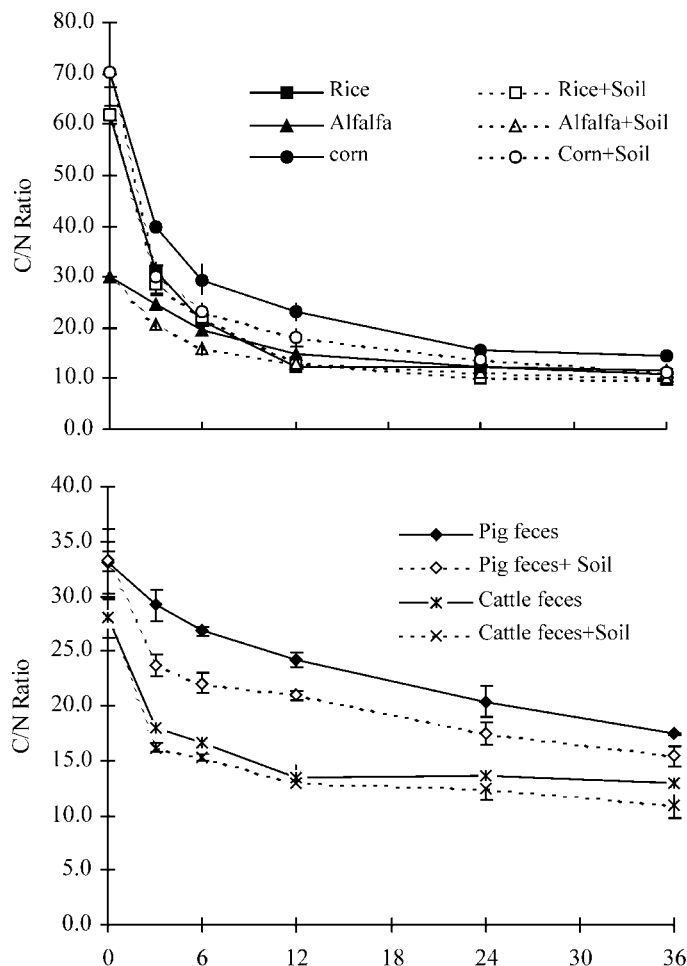 80.0
70.0
60.0
50.0
40.0
30.0
20.0
10.0
0.0
C/N Ratio
Rice
Alfalfa
corn
Rice+Soil
Alfalfa+Soil
Corn+Soil
40.0
35.0
30.0
25.0
20.0
15.0
10.0
5.0
0.0
C/N Ratio
Pig feces
Pig feces+ Soil
Cattle feces
Cattle feces+Soil
0 6 12 18 24 30 36